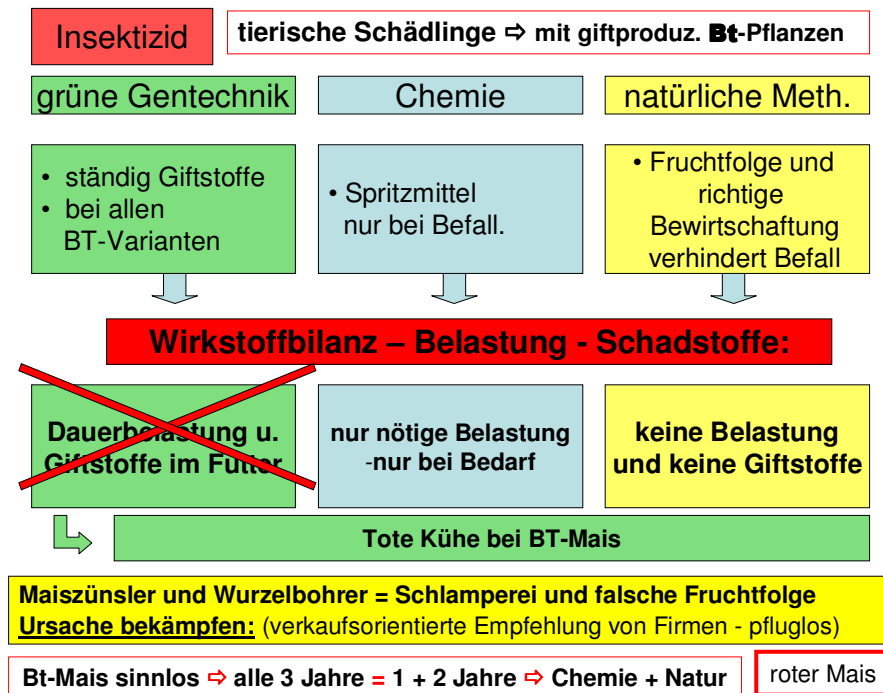 Insektizid
tierische Schädlinge ⇨ mit giftproduz. Bt-Pflanzen
grüne Gentechnik
Chemie
natürliche Meth.
• ständig Giftstoffe
• bei allen
BT-Varianten
• Spritzmittel
nur bei Befall.
• Fruchtfolge und
richtige
Bewirtschaftung
verhindert Befall
Wirkstoffbilanz – Belastung - Schadstoffe:
Dauerbelastung u.
Giftstoffe im Futter
nur nötige Belastung
-nur bei Bedarf
keine Belastung
und keine Giftstoffe
Tote Kühe bei BT-Mais
Maiszünsler und Wurzelbohrer = Schlamperei und falsche Fruchtfolge
Ursache bekämpfen: (verkaufsorientierte Empfehlung von Firmen - pfluglos)
Bt-Mais sinnlos ⇨ alle 3 Jahre = 1 + 2 Jahre ⇨ Chemie + Natur
roter Mais